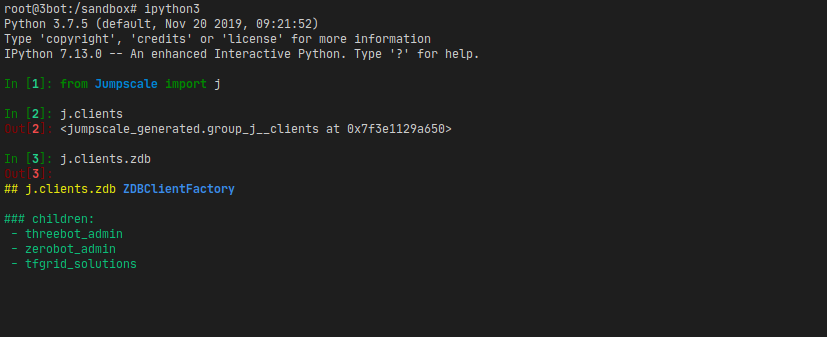 root@3bot:/sandbox# ipython3
Python 3.7.5 (default, Nov 20 2019, 09:21:52)
Type 'copyright', 'credits' or 'license' for more information
IPython 7.13.0 -- An enhanced Interactive Python. Type '?' for help.
In [1]: from Jumpscale import j
In [2]: j.clients
Out[2]: <jumpscale_generated.group_j__clients at 0x7f3e1129a650>
In [3]: j.clients.zdb
Out[3]:
## j.clients.zdb ZDBClientFactory
### children:
- threebot_admin
- zerobot_admin
- tfgrid_solutions